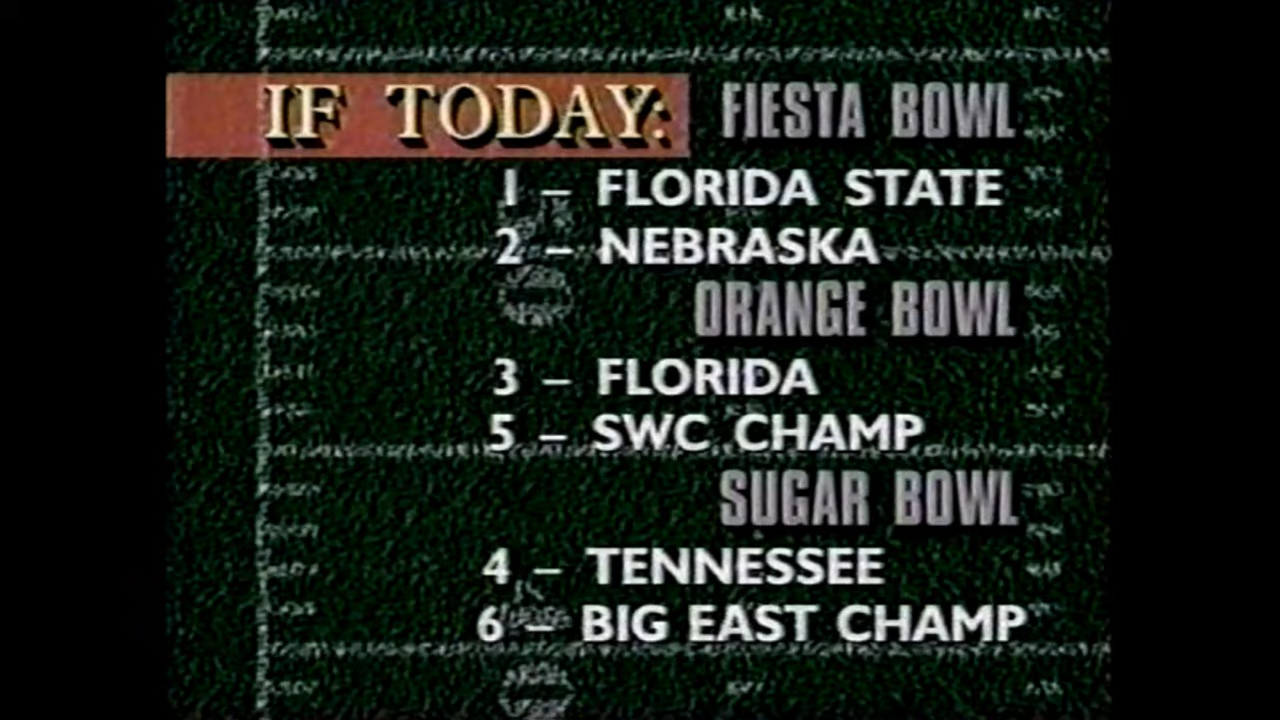 IF TODAY: FIESTA BOWL
1 – FLORIDA STATE
2 – NEBRASKA
ORANGE BOWL
3 – FLORIDA
5 – SWC CHAMP
SUGAR BOWL
4 – TENNESSEE
6 – BIG EAST CHAMP